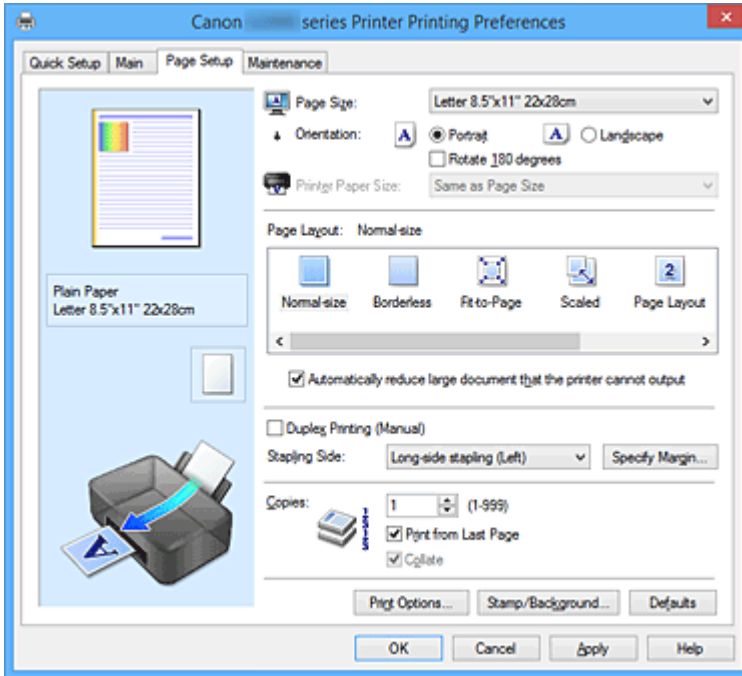 Canon series Printer Printing Preferences
Quick Setup Main Page Setup Maintenance
Page Size: Letter 8.5"x11" 22x28cm
Orientation: A Portrait A Landscape
Rotate 180 degrees
Printer Paper Size: Same as Page Size
Page Layout: Normal-size
2
Normal-size Borderless Fit-to-Page Scaled Page Layout
Plain Paper
Letter 8.5"x11" 22x28cm
Automatically reduce large document that the printer cannot output
Duplex Printing (Manual)
Stapling Side: Long-side stapling (Left) Specify Margin...
Copies: 1 (1-999)
Print from Last Page
Collate
A
Print Options... Stamp/Background... Defaults
OK Cancel Apply Help